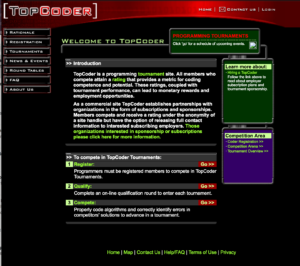 [TOPCODER]
HOME | CONTACT US | LOGIN
RATIONALE
REGISTRATION
TOURNAMENTS
NEWS & EVENTS
ROUND TABLES
FAQ
ABOUT US
WELCOME TO TOPCODER
PROGRAMMING TOURNAMENTS
Click 'go' for a schedule of upcoming events.
>> Introduction
TopCoder is a programming tournament site. All members who
compete attain a rating that provides a metric for coding
competence and potential. These ratings, coupled with
tournament performance, can lead to monetary rewards and
employment opportunities.
As a commercial site TopCoder establishes partnerships with
organizations in the form of subscriptions and sponsorships.
Members compete and receive a rating under the anonymity of
a site handle but have the option of releasing full contact
information to interested subscribing employers. Those
organizations interested in sponsorship or subscriptions
please click here for more information.
Learn more about:
- Hiring a TopCoder
Follow the link above to
read about employer
subscription plans and
tournament sponsorship.
Competition Area
- Coder Registration >>
- Competition Arena >>
- Tournament Overview >>
>> To compete in TopCoder Tournaments:
1 Register: Go >>
Programmers must be registered members to compete in TopCoder
Tournaments.
2 Qualify: Go >>
Complete an on-line qualification round to enter each tournament.
3 Compete: Go >>
Properly code algorithms and correctly identify errors in
competitors' solutions to advance in a tournament.
Home | Map | Contact Us | Help/FAQ | Terms of Use | Privacy